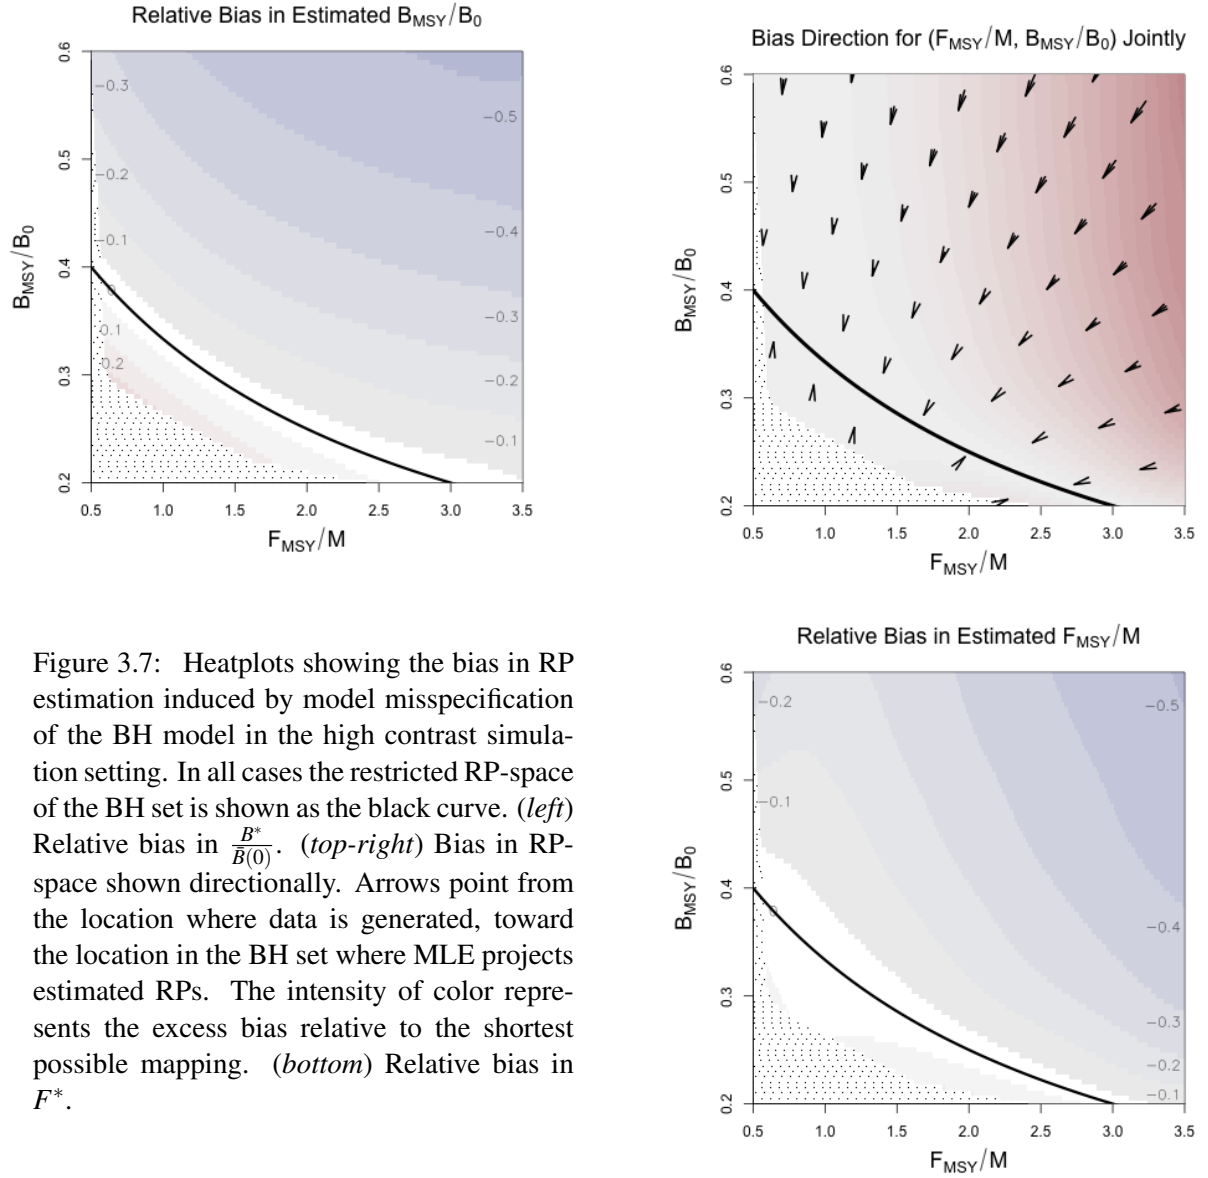 Relative Bias in Estimated B_MSY/B_0
-0.3
-0.5
-0.2
-0.4
-0.1
0
0.1
-0.3
0.2
-0.2
-0.1
0.6
0.5
0.4
0.3
0.2
B_MSY/B_0
0.5 1.0 1.5 2.0 2.5 3.0 3.5
F_MSY/M
Bias Direction for (F_MSY/M, B_MSY/B_0) Jointly
0.6
0.5
0.4
0.3
0.2
B_MSY/B_0
0.5 1.0 1.5 2.0 2.5 3.0 3.5
F_MSY/M
Figure 3.7: Heatplots showing the bias in RP
estimation induced by model misspecification
of the BH model in the high contrast simula-
tion setting. In all cases the restricted RP-space
of the BH set is shown as the black curve. (left)
Relative bias in B*/B̄(0). (top-right) Bias in RP-
space shown directionally. Arrows point from
the location where data is generated, toward
the location in the BH set where MLE projects
estimated RPs. The intensity of color repre-
sents the excess bias relative to the shortest
possible mapping. (bottom) Relative bias in
F*.
Relative Bias in Estimated F_MSY/M
-0.2
-0.5
-0.1
0
-0.4
-0.3
-0.2
-0.1
0.6
0.5
0.4
0.3
0.2
B_MSY/B_0
0.5 1.0 1.5 2.0 2.5 3.0 3.5
F_MSY/M